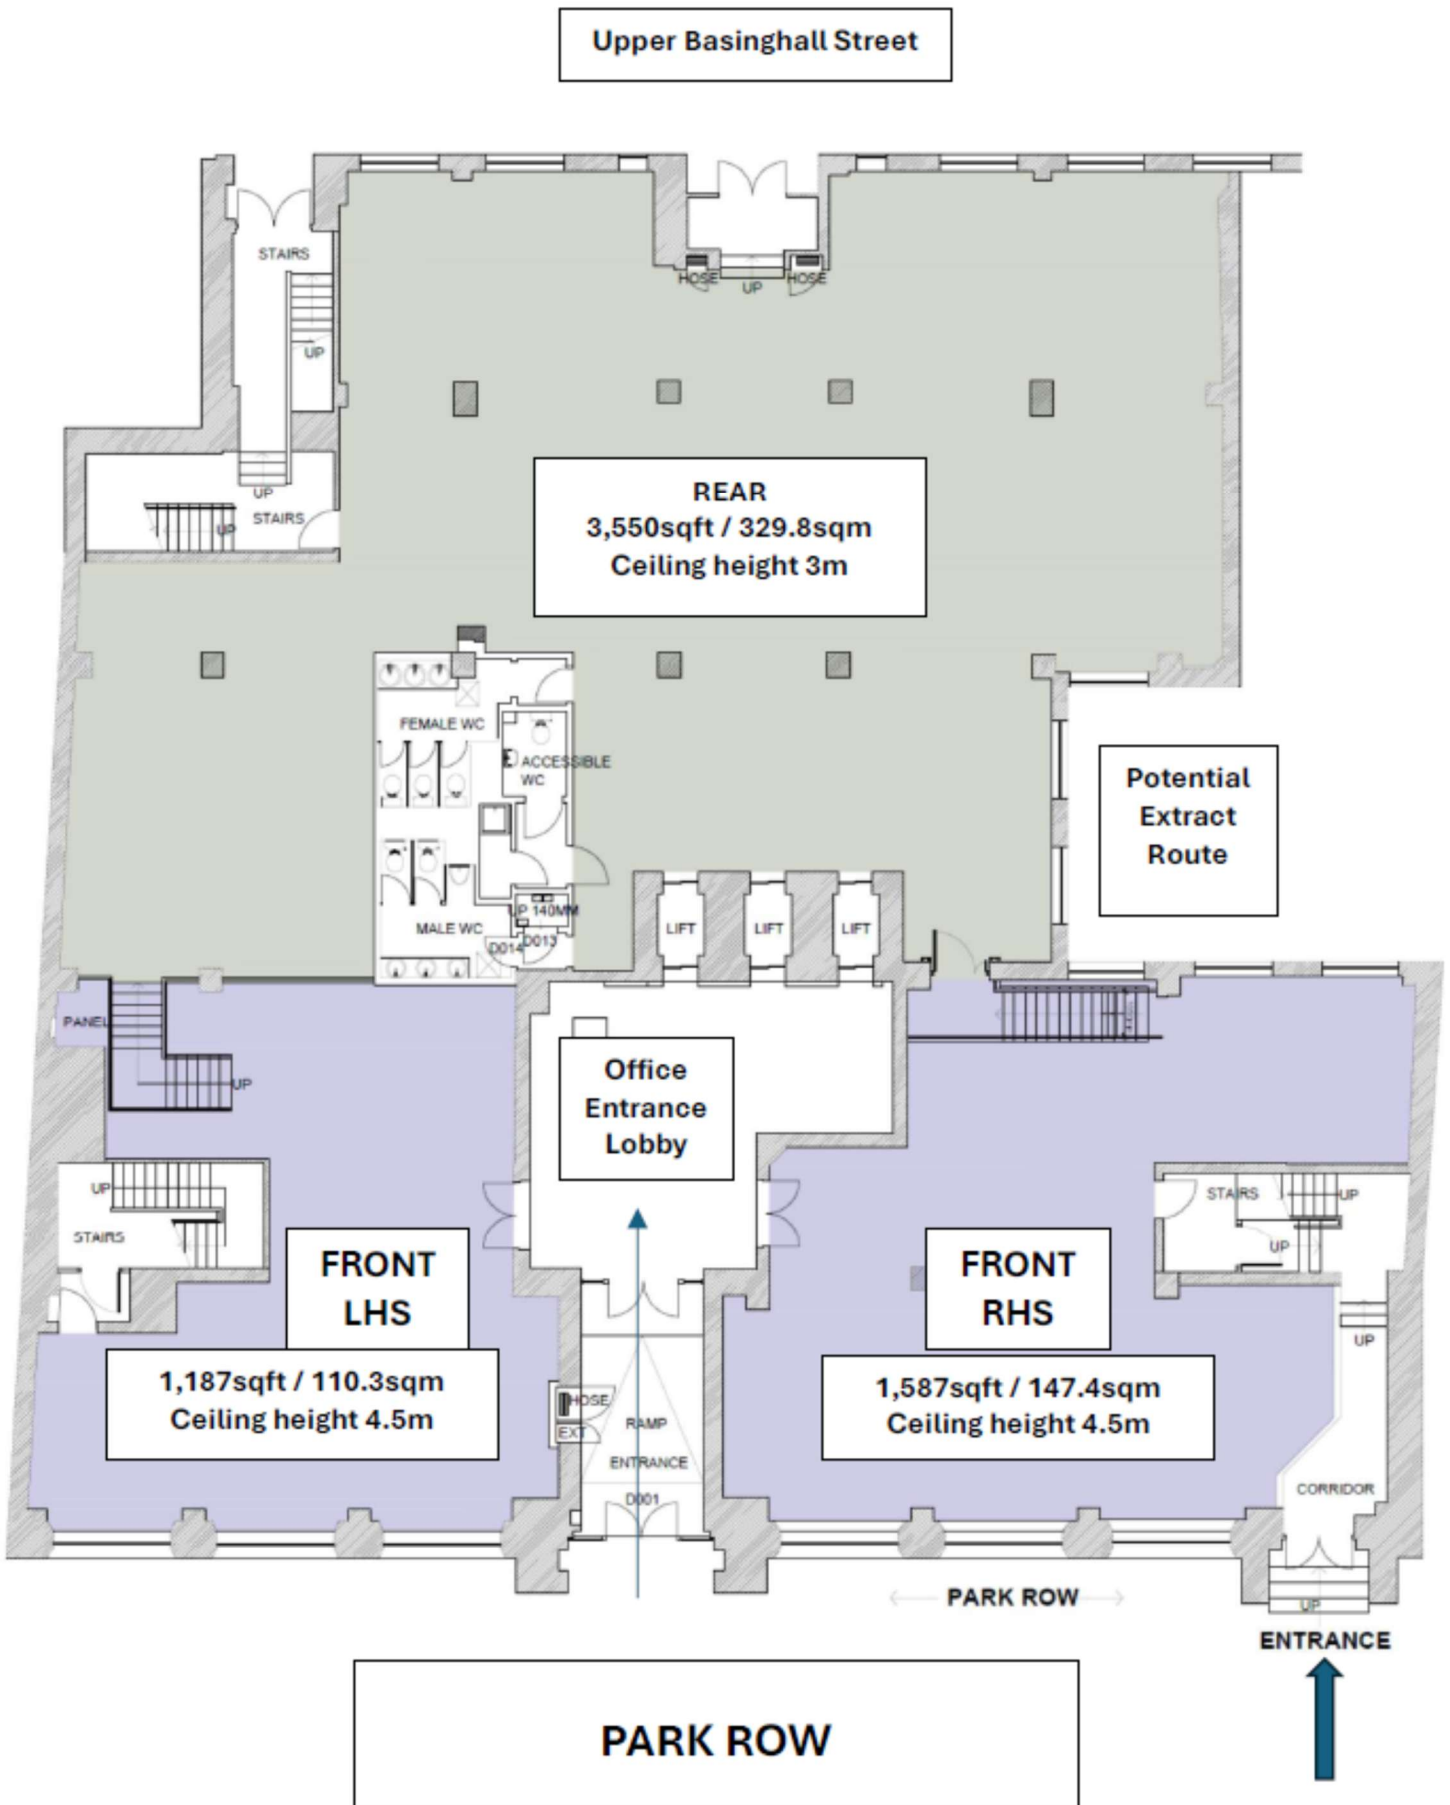 Upper Basinghall Street
STAIRS
HOSE
UP
HOSE
UP
UP
STAIRS
UP
REAR
3,550sqft / 329.8sqm
Ceiling height 3m
FEMALE WC
ACCESSIBLE
WC
Potential
Extract
Route
UP 140MM
MALE WC
D014
D013
LIFT
LIFT
LIFT
PANEL
UP
Office
Entrance
Lobby
UP
STAIRS
STAIRS
UP
UP
FRONT
LHS
1,187sqft / 110.3sqm
Ceiling height 4.5m
FRONT
RHS
1,587sqft / 147.4sqm
Ceiling height 4.5m
UP
HOSE
EXT
RAMP
ENTRANCE
D001
CORRIDOR
PARK ROW
UP
ENTRANCE
PARK ROW